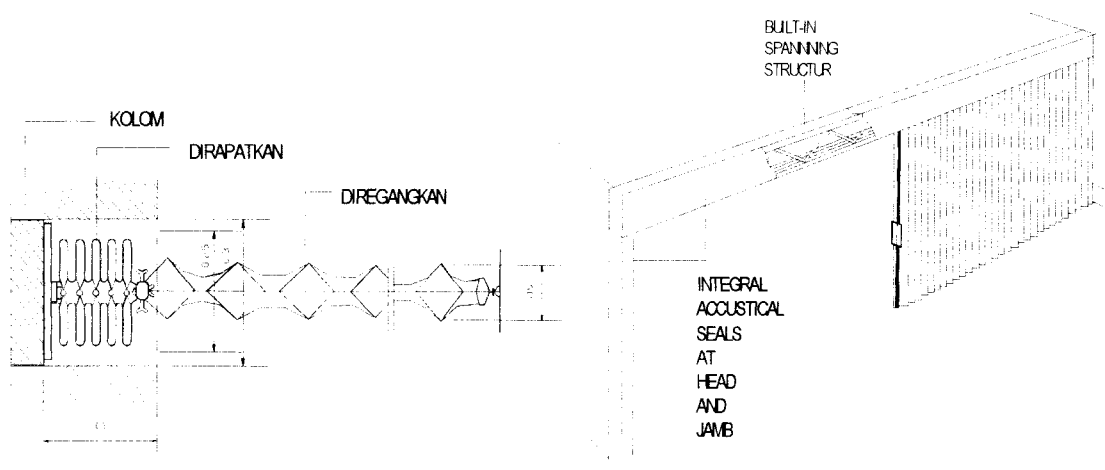 KOLOM
DIRAPATKAN
DIREGANGKAN
BUILT-IN
SPANNNING
STRUCTUR
INTEGRAL
ACCUSTICAL
SEALS
AT
HEAD
AND
JAMB